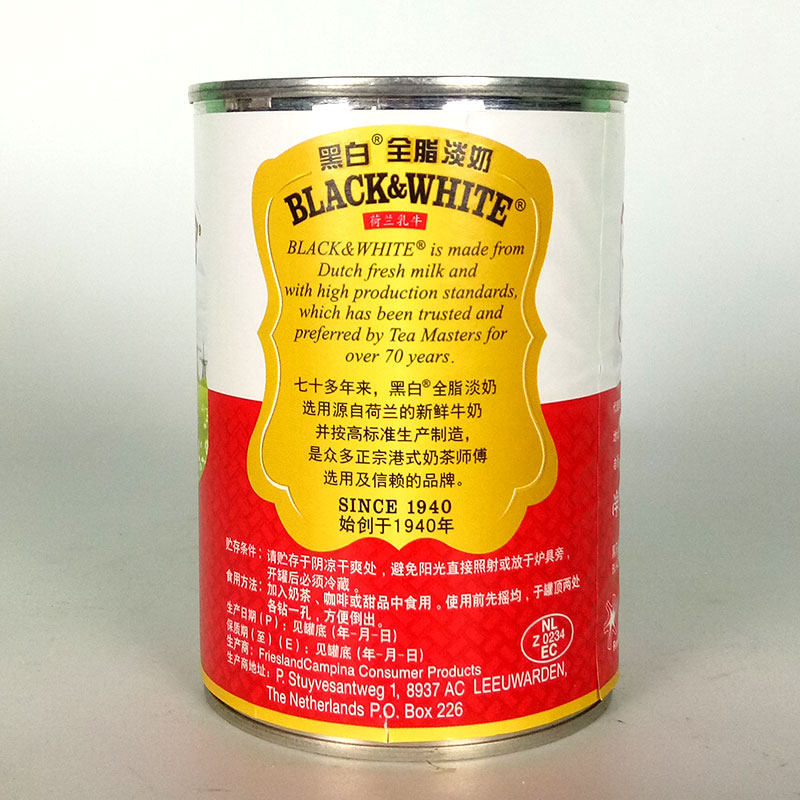 黑白®全脂淡奶
BLACK&WHITE®
荷兰乳牛
BLACK&WHITE® is made from
Dutch fresh milk and
with high production standards,
which has been trusted and
preferred by Tea Masters for
over 70 years.
七十多年来，黑白®全脂淡奶
选用源自荷兰的新鲜牛奶
并按高标准生产制造，
是众多正宗港式奶茶师傅
选用及信赖的品牌。
SINCE 1940
始创于1940年
贮存条件：请贮存于阴凉干爽处，避免阳光直接照射或放于炉具旁，
开罐后必须冷藏。
食用方法：加入奶茶、咖啡或甜品中食用。使用前先摇均，于罐顶两处
各钻一孔，方便倒出。
生产日期（P）：见罐底（年-月-日）
保质期（至）（E）：见罐底（年-月-日）
生产商：FrieslandCampina Consumer Products
生产商地址：P. Stuyvesantweg 1, 8937 AC LEEUWARDEN,
The Netherlands P.O. Box 226
NL
Z 0234
EC